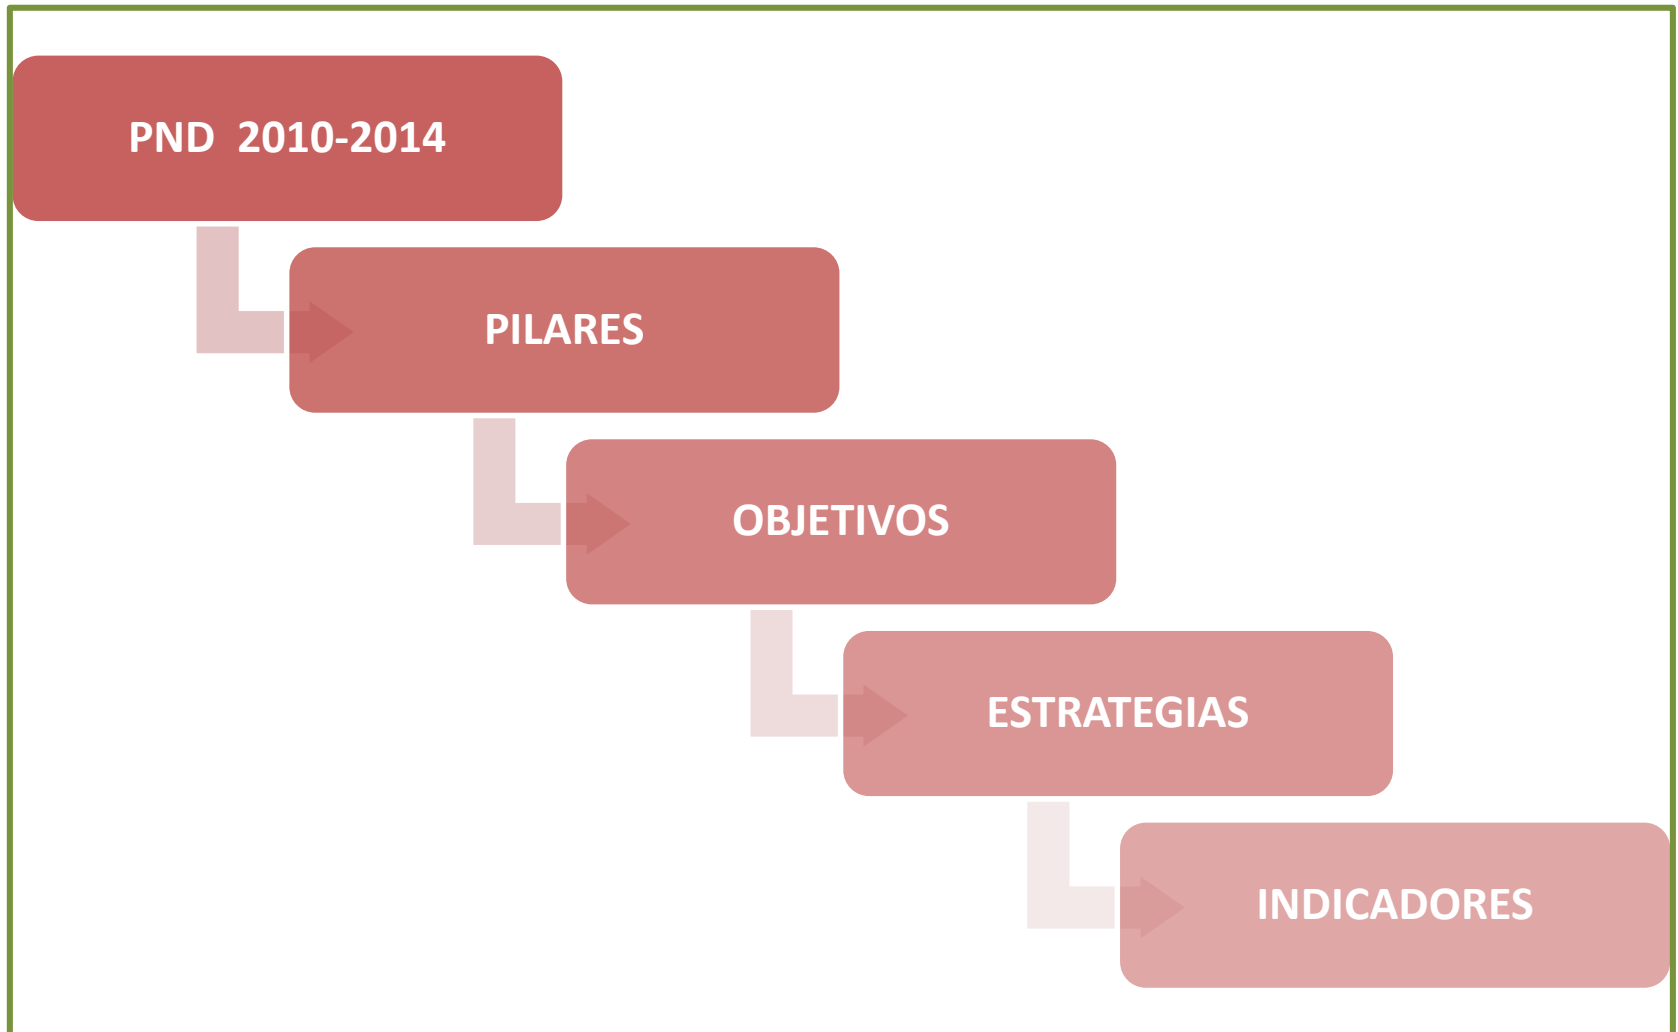 PND  2010-2014
PILARES
OBJETIVOS
ESTRATEGIAS
INDICADORES